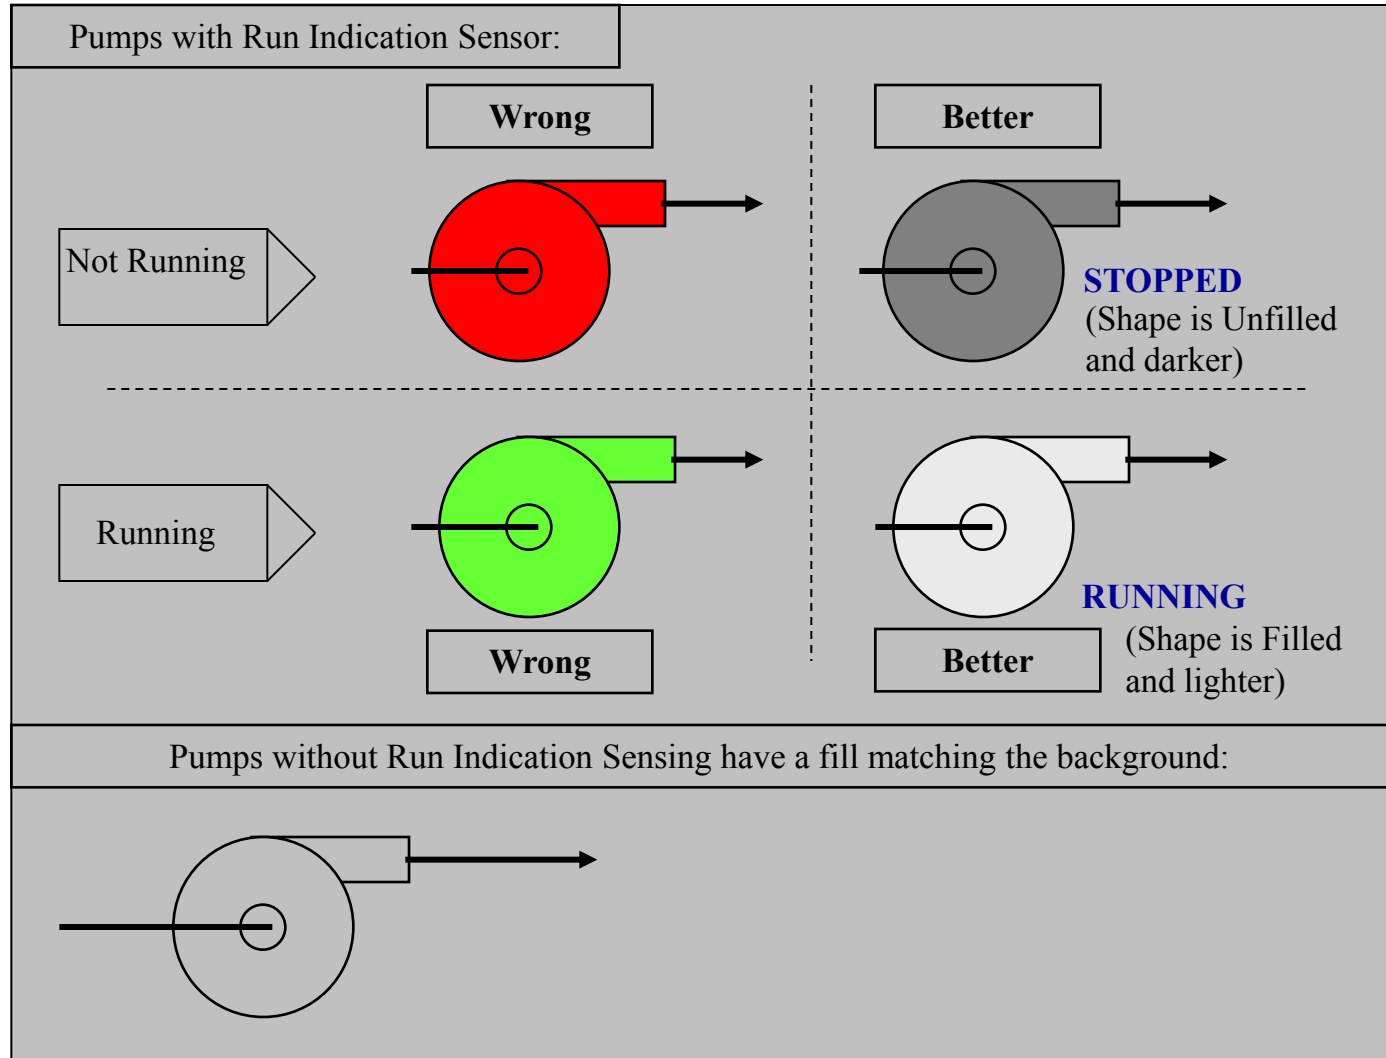 Pumps with Run Indication Sensor:
Wrong
Better
Not Running
STOPPED
(Shape is Unfilled
and darker)
Running
RUNNING
(Shape is Filled
and lighter)
Wrong
Better
Pumps without Run Indication Sensing have a fill matching the background: